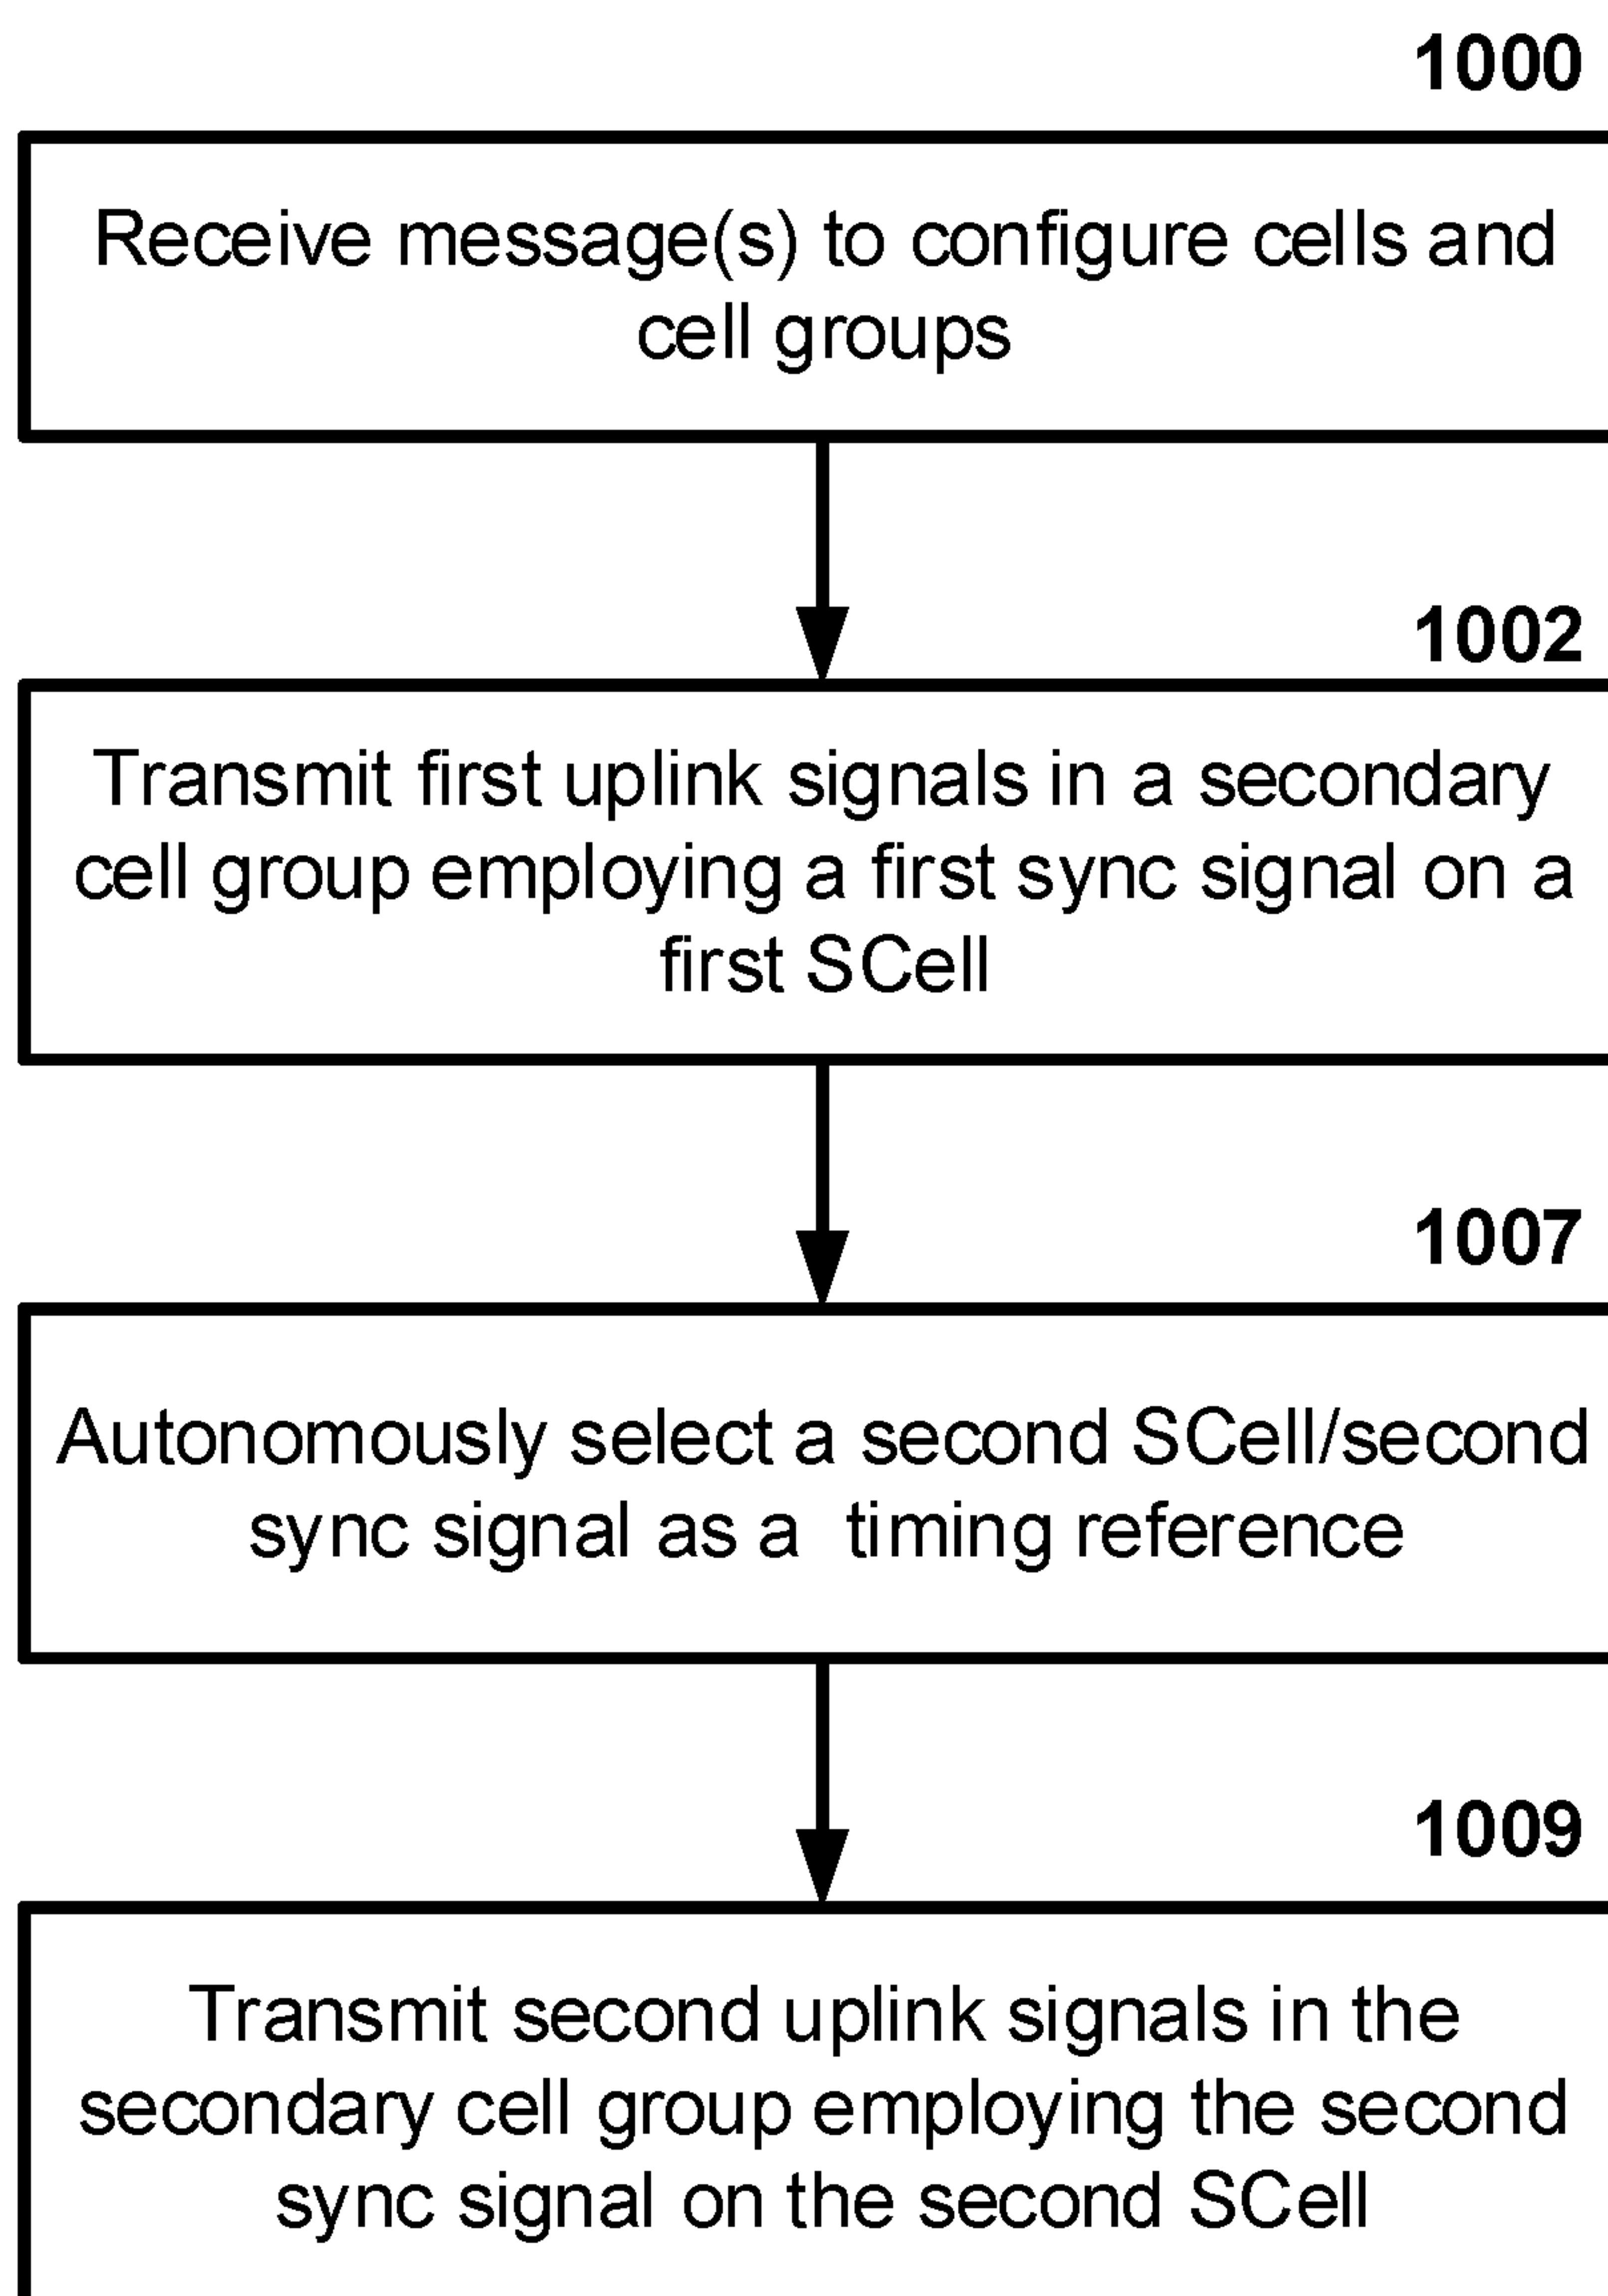 1000
Receive message(s) to configure cells and
cell groups
1002
Transmit first uplink signals in a secondary
cell group employing a first sync signal on a
first SCell
1007
Autonomously select a second SCell/second
sync signal as a timing reference
1009
Transmit second uplink signals in the
secondary cell group employing the second
sync signal on the second SCell